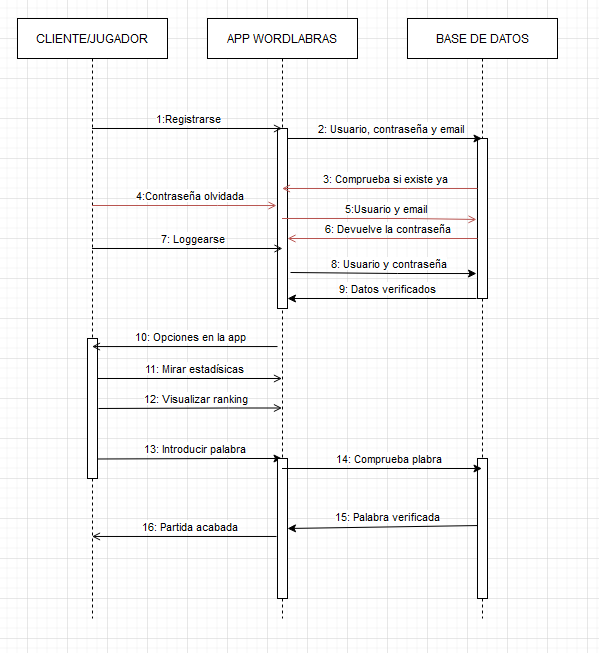 CLIENTE/JUGADOR
APP WORDLABRAS
BASE DE DATOS
1:Registrarse
2: Usuario, contraseña y email
3: Comprueba si existe ya
4:Contraseña olvidada
5:Usuario y email
6: Devuelve la contraseña
7: Loggearse
8: Usuario y contraseña
9: Datos verificados
10: Opciones en la app
11: Mirar estadísicas
12: Visualizar ranking
13: Introducir palabra
14: Comprueba plabra
15: Palabra verificada
16: Partida acabada